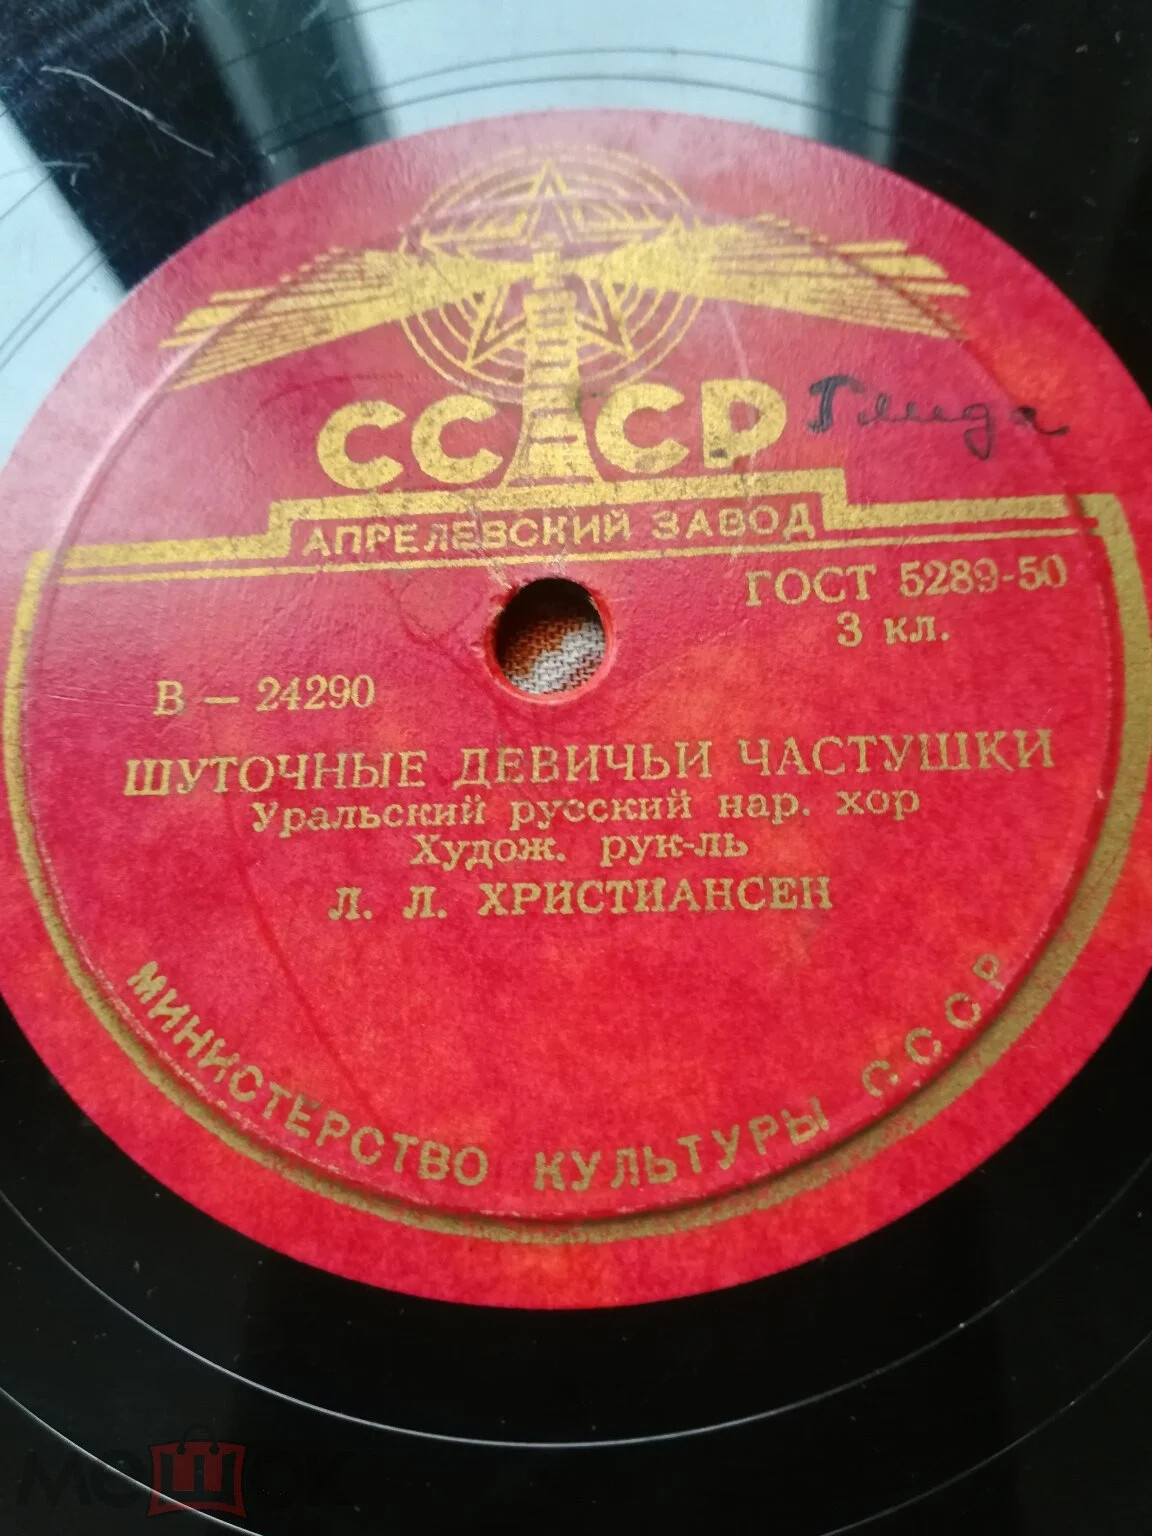 СССР
АПРЕЛЕВСКИЙ ЗАВОД
ГОСТ 5289-50
3 кл.
В — 24290
ШУТОЧНЫЕ ДЕВИЧЬИ ЧАСТУШКИ
Уральский русский нар. хор
Худож. рук-ль
Л. Л. ХРИСТИАНСЕН
МИНИСТЕРСТВО КУЛЬТУРЫ СССР
мешок